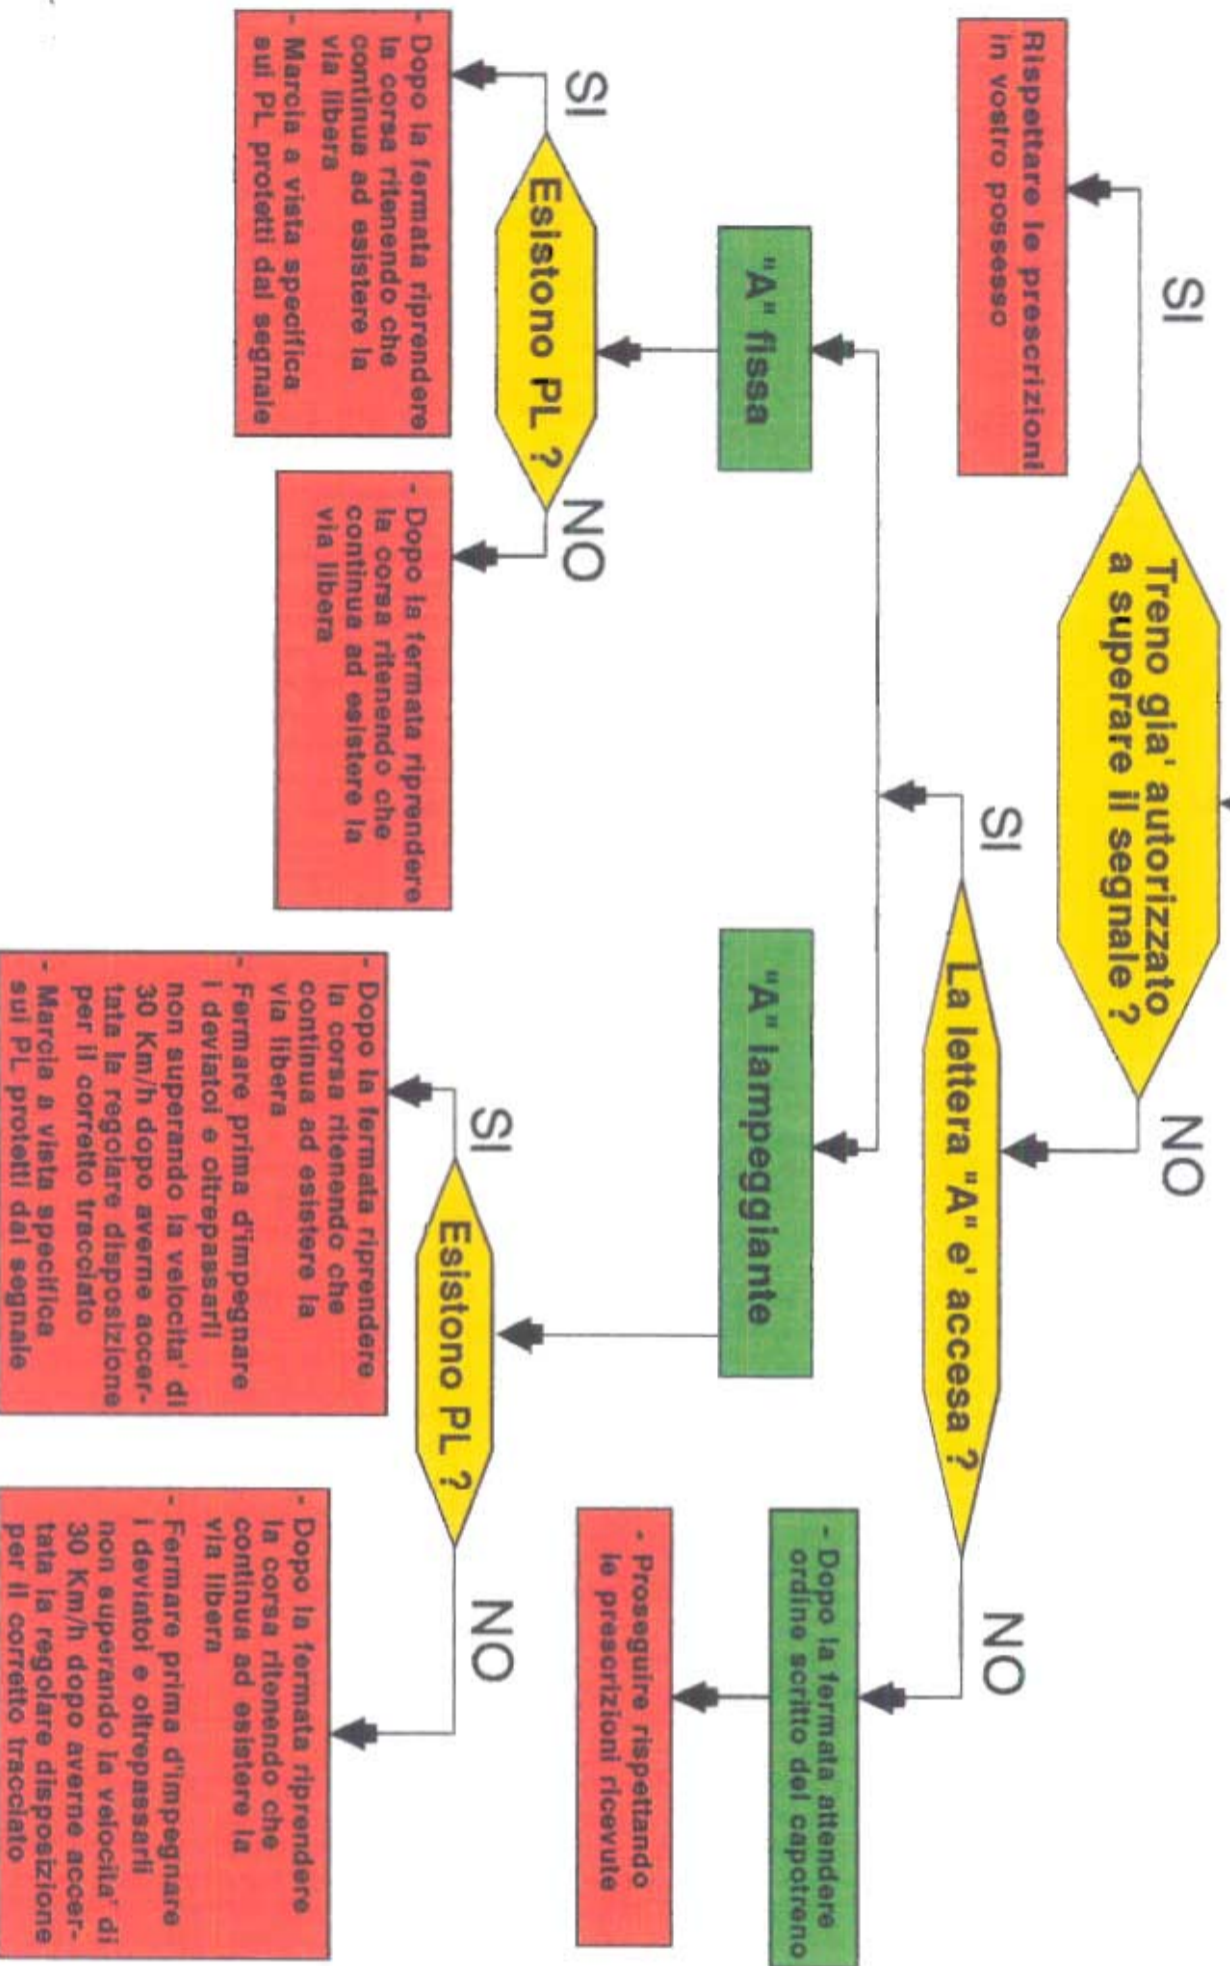 Treno gia' autorizzato
a superare il segnale ?
SI
NO
Rispettare le prescrizioni
in vostro possesso
La lettera "A" e' accesa ?
SI
NO
"A" fissa
"A" lampeggiante
- Dopo la fermata attendere
ordine scritto del capotreno
- Proseguire rispettando
le prescrizioni ricevute
Esistono PL ?
SI
NO
- Dopo la fermata riprendere
la corsa ritenendo che
continua ad esistere la
via libera
- Marcia a vista specifica
sui PL protetti dal segnale
- Dopo la fermata riprendere
la corsa ritenendo che
continua ad esistere la
via libera
Esistono PL ?
SI
NO
- Dopo la fermata riprendere
la corsa ritenendo che
continua ad esistere la
via libera
- Fermare prima d'impegnare
i deviatoi e oltrepassarli
non superando la velocita' di
30 Km/h dopo averne accer-
tata la regolare disposizione
per il corretto tracciato
- Marcia a vista specifica
sui PL protetti dal segnale
- Dopo la fermata riprendere
la corsa ritenendo che
continua ad esistere la
via libera
- Fermare prima d'impegnare
i deviatoi e oltrepassarli
non superando la velocita' di
30 Km/h dopo averne accer-
tata la regolare disposizione
per il corretto tracciato